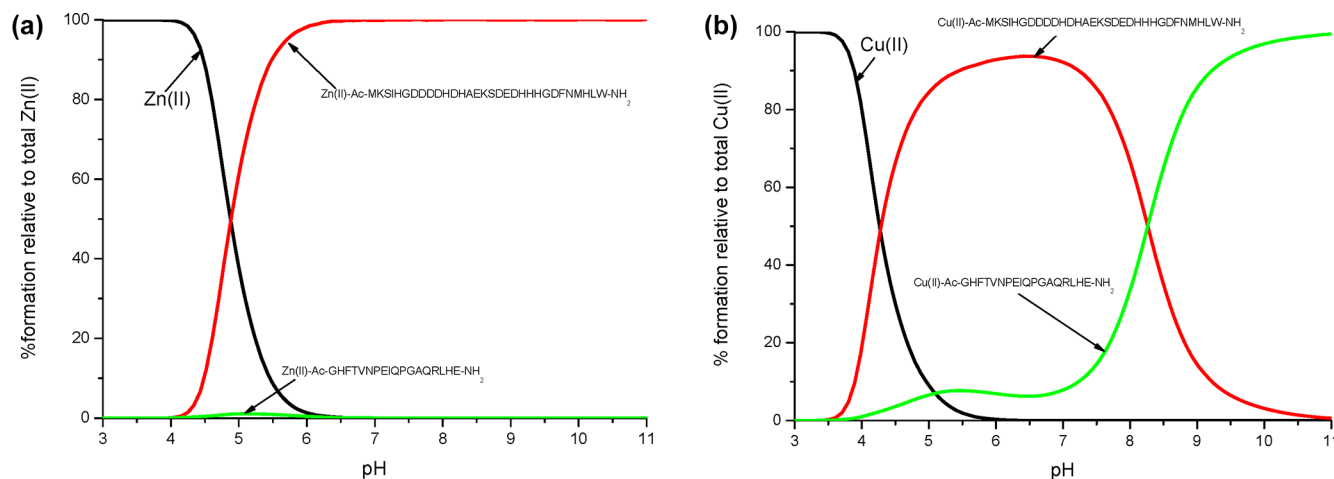 (a)
%formation relative to total Zn(II)
100
80
60
40
20
0
Zn(II)
Zn(II)-Ac-MKSIHGDDDDHDHAEKSDEDHHHGDFNMHLW-NH2
Zn(II)-Ac-GHFTVNPEIQPGAQRLHE-NH2
3 4 5 6 7 8 9 10 11
pH
(b)
% formation relative to total Cu(II)
100
80
60
40
20
0
Cu(II)-Ac-MKSIHGDDDDHDHAEKSDEDHHHGDFNMHLW-NH2
Cu(II)
Cu(II)-Ac-GHFTVNPEIQPGAQRLHE-NH2
3 4 5 6 7 8 9 10 11
pH